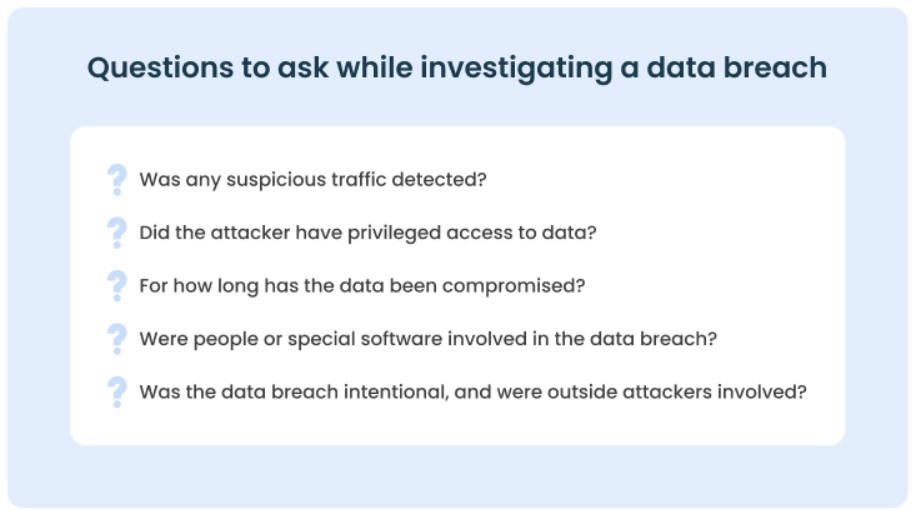 Questions to ask while investigating a data breach
? Was any suspicious traffic detected?
? Did the attacker have privileged access to data?
? For how long has the data been compromised?
? Were people or special software involved in the data breach?
? Was the data breach intentional, and were outside attackers involved?